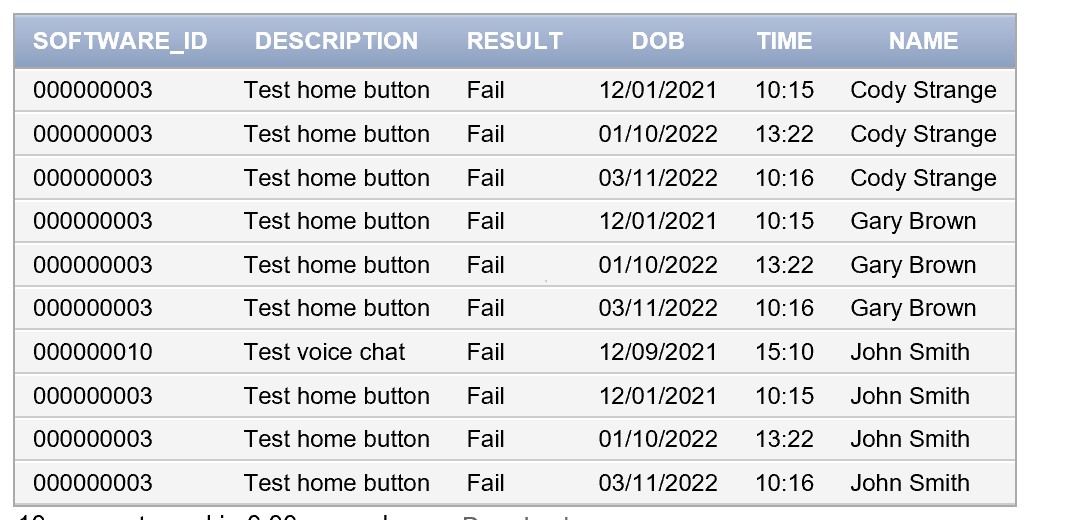 SOFTWARE_ID DESCRIPTION RESULT DOB TIME NAME
000000003 Test home button Fail 12/01/2021 10:15 Cody Strange
000000003 Test home button Fail 01/10/2022 13:22 Cody Strange
000000003 Test home button Fail 03/11/2022 10:16 Cody Strange
000000003 Test home button Fail 12/01/2021 10:15 Gary Brown
000000003 Test home button Fail 01/10/2022 13:22 Gary Brown
000000003 Test home button Fail 03/11/2022 10:16 Gary Brown
000000010 Test voice chat Fail 12/09/2021 15:10 John Smith
000000003 Test home button Fail 12/01/2021 10:15 John Smith
000000003 Test home button Fail 01/10/2022 13:22 John Smith
000000003 Test home button Fail 03/11/2022 10:16 John Smith